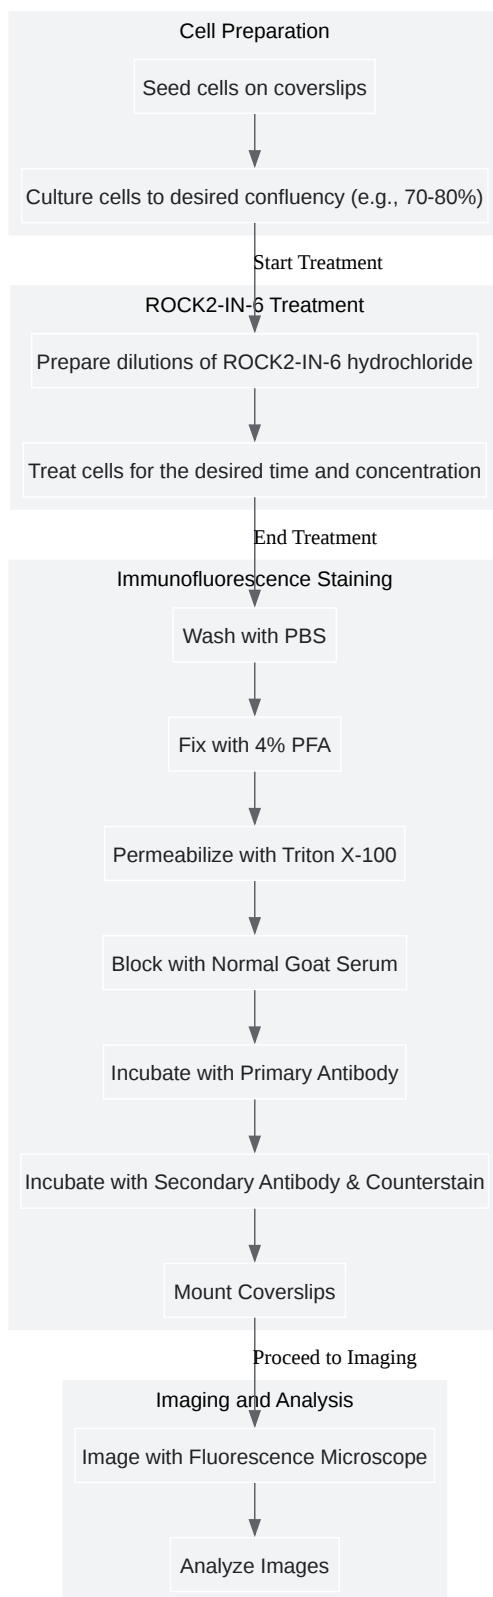 Cell Preparation
Seed cells on coverslips
Culture cells to desired confluency (e.g., 70-80%)
Start Treatment
ROCK2-IN-6 Treatment
Prepare dilutions of ROCK2-IN-6 hydrochloride
Treat cells for the desired time and concentration
End Treatment
Immunofluorescence Staining
Wash with PBS
Fix with 4% PFA
Permeabilize with Triton X-100
Block with Normal Goat Serum
Incubate with Primary Antibody
Incubate with Secondary Antibody & Counterstain
Mount Coverslips
Proceed to Imaging
Imaging and Analysis
Image with Fluorescence Microscope
Analyze Images